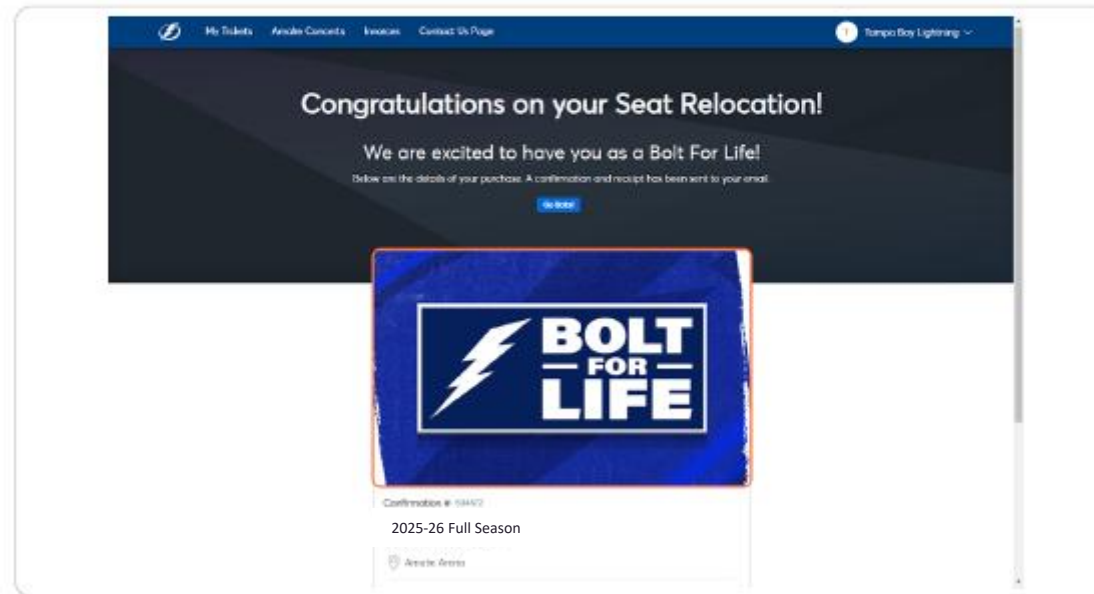 My Tickets Amalie Concerts Invoices Contact Us Page Tampa Bay Lightning
Congratulations on your Seat Relocation!
We are excited to have you as a Bolt For Life!
Below are the details of your purchase. A confirmation and receipt has been sent to your email.
Go Bolts!
BOLT
FOR
LIFE
Confirmation #:
2025-26 Full Season
Amalie Arena